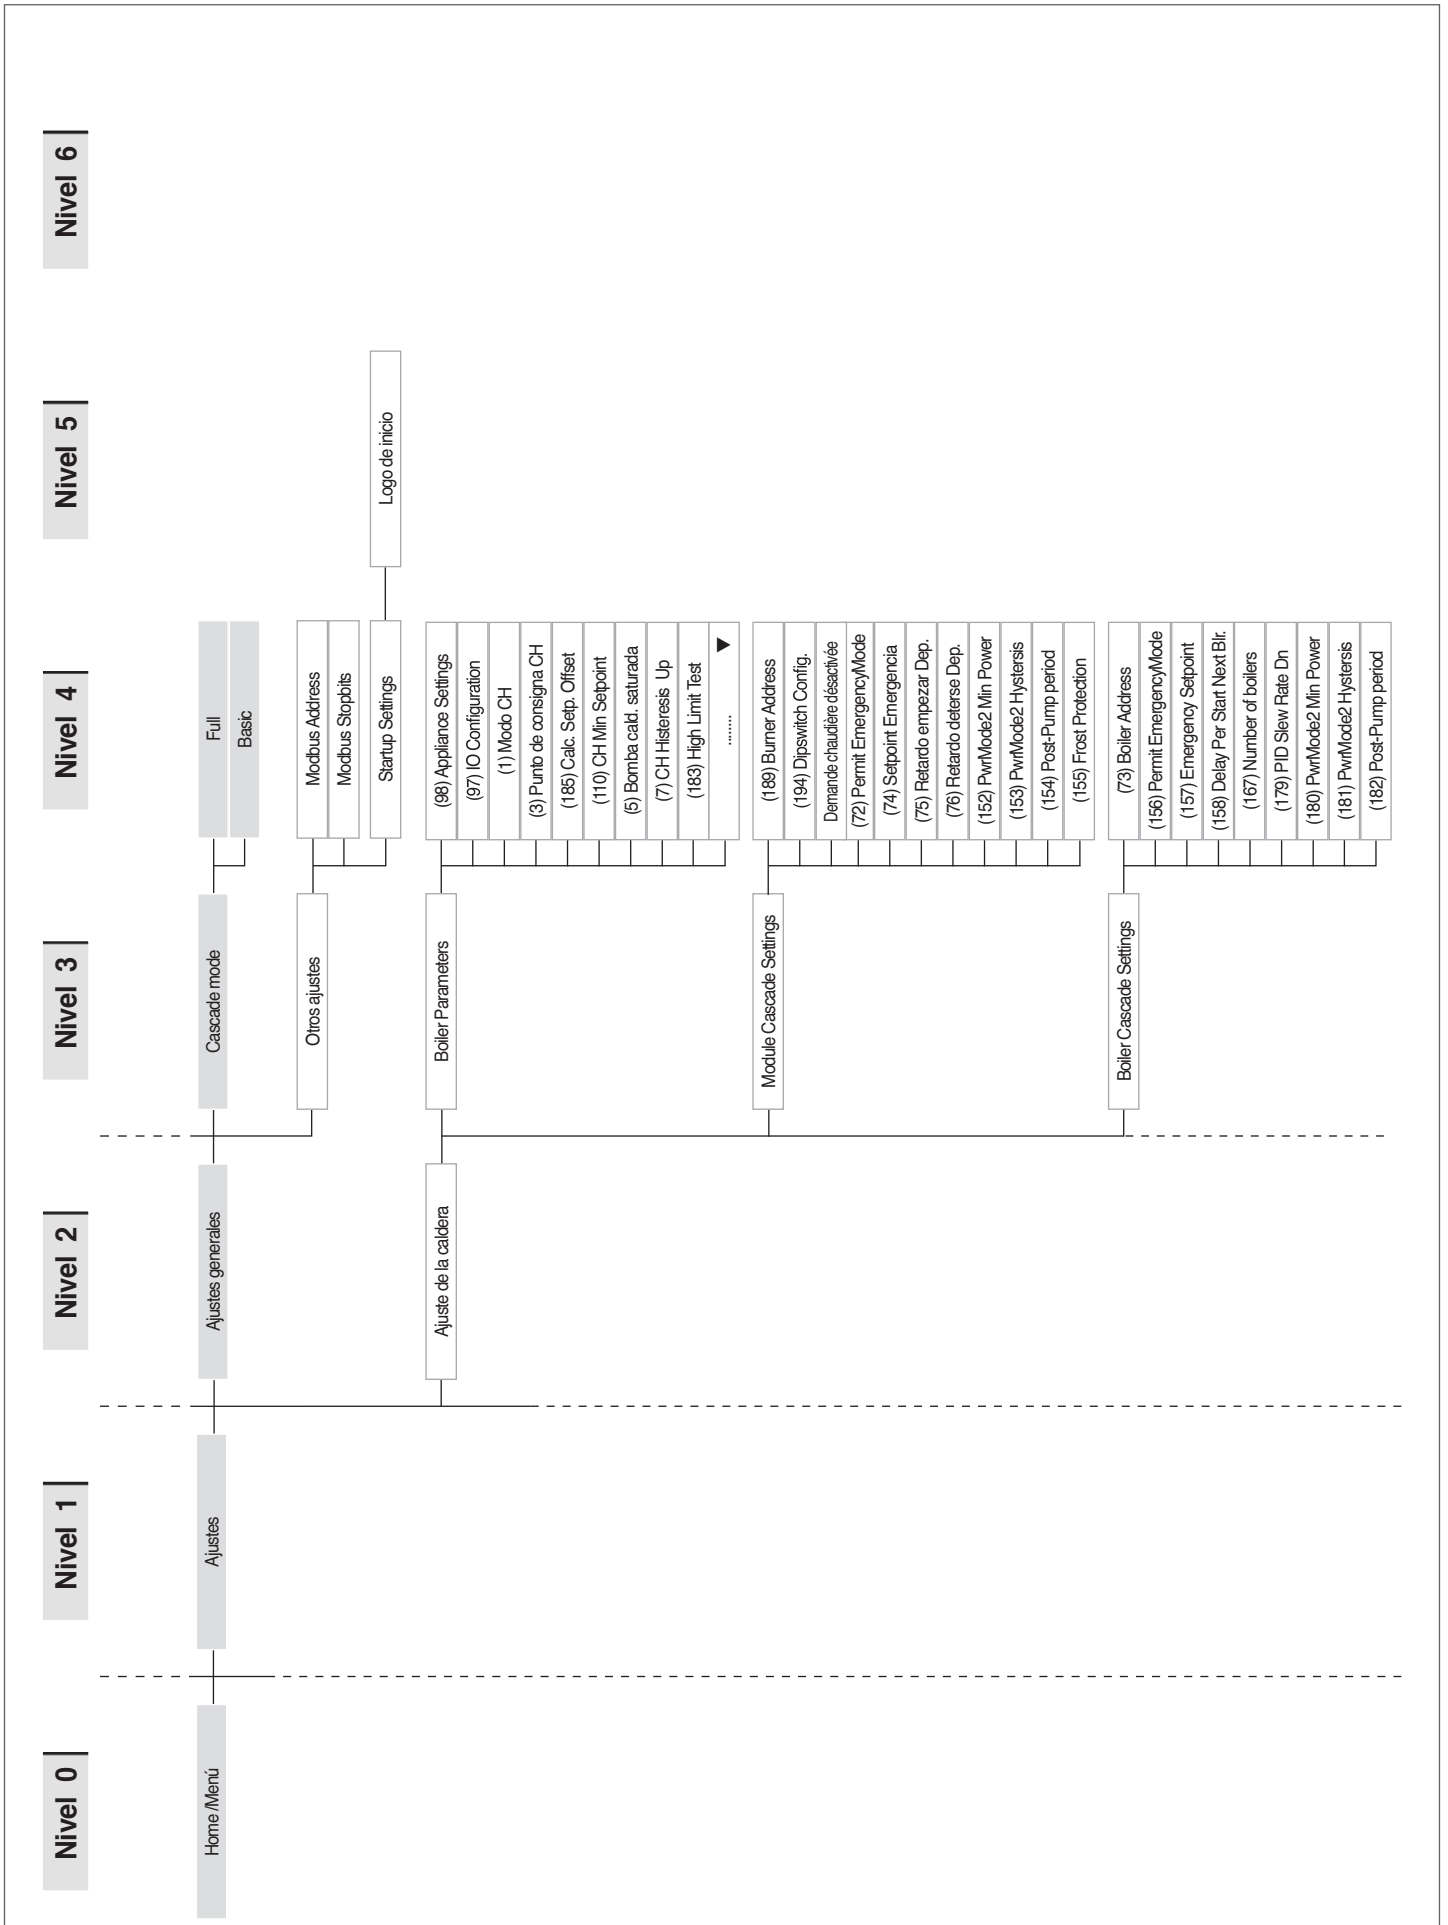 Nivel 0
Nivel 1
Nivel 2
Nivel 3
Nivel 4
Nivel 5
Nivel 6
Home /Menú
Ajustes
Ajustes generales
Cascade mode
Full
Basic
Otros ajustes
Modbus Address
Modbus Stopbits
Startup Settings
Logo de inicio
Ajuste de la caldera
Boiler Parameters
(98) Appliance Settings
(97) IO Configuration
(1) Modo CH
(3) Punto de consigna CH
(185) Calc. Setp. Offset
(110) CH Min Setpoint
(5) Bomba cald. saturada
(7) CH Histeresis Up
(183) High Limit Test
........
Module Cascade Settings
(189) Burner Address
(194) Dipswitch Config.
Demande chaudière désactivée
(72) Permit EmergencyMode
(74) Setpoint Emergencia
(75) Retardo empezar Dep.
(76) Retardo deterse Dep.
(152) PwrMode2 Min Power
(153) PwrMode2 Hystersis
(154) Post-Pump period
(155) Frost Protection
Boiler Cascade Settings
(73) Boiler Address
(156) Permit EmergencyMode
(157) Emergency Setpoint
(158) Delay Per Start Next Blr.
(167) Number of boilers
(179) PID Slew Rate Dn
(180) PwrMode2 Min Power
(181) PwrMode2 Hystersis
(182) Post-Pump period